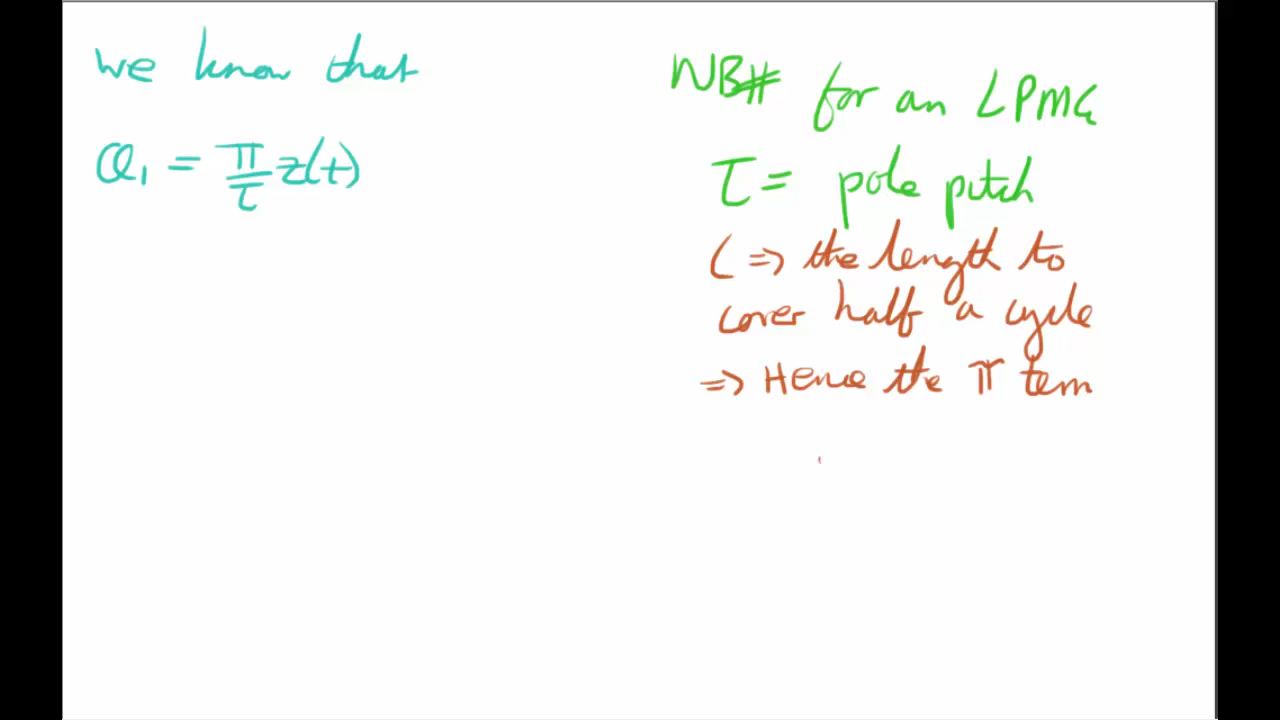 we know that
θ₁ = π/τ z(t)
NB# for an LPMG
τ = pole pitch
( => the length to
cover half a cycle
=> Hence the π term